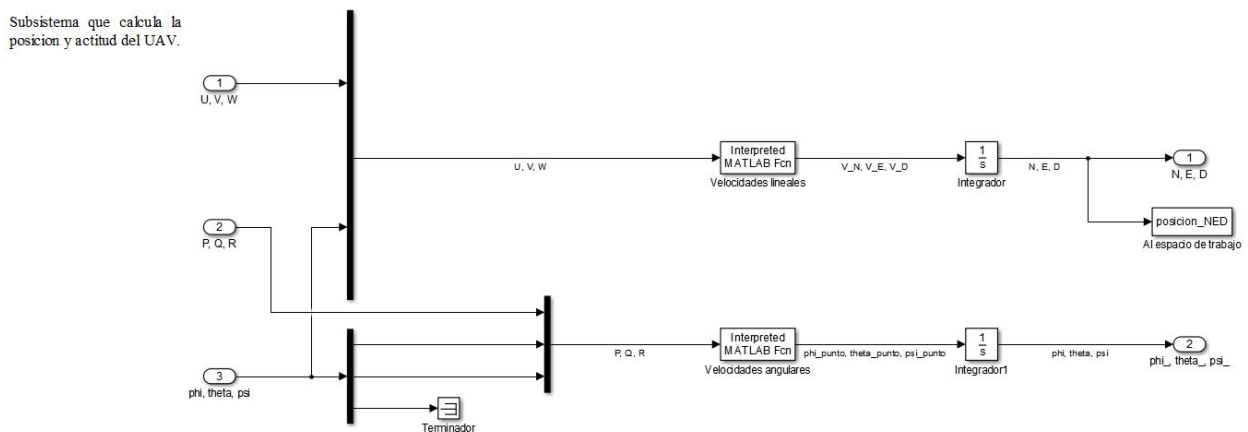 Subsistema que calcula la
posicion y actitud del UAV.
1
U, V, W
U, V, W
Interpreted
MATLAB Fcn
Velocidades lineales
V_N, V_E, V_D
1
s
Integrador
N, E, D
1
N, E, D
posicion_NED
Al espacio de trabajo
2
P, Q, R
P, Q, R
Interpreted
MATLAB Fcn
Velocidades angulares
phi_punto, theta_punto, psi_punto
1
s
Integrador1
phi, theta, psi
2
phi_, theta_, psi_
3
phi, theta, psi
Terminador